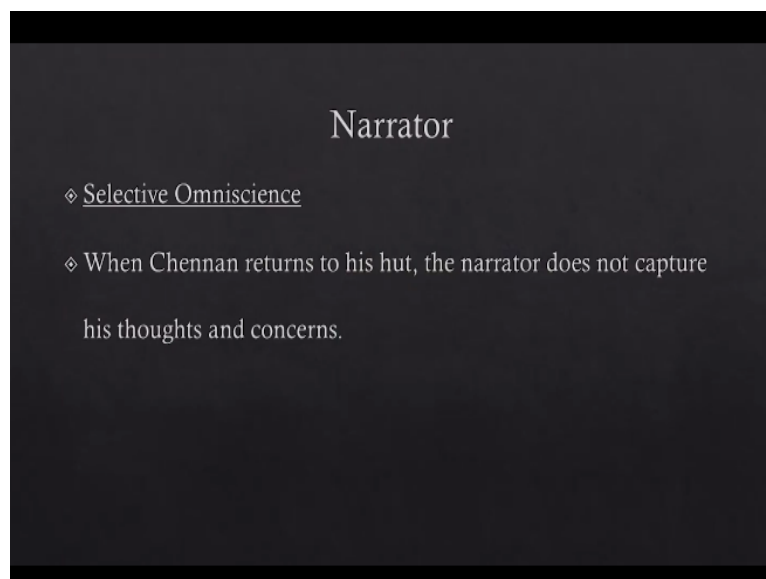 Narrator
Selective Omniscience
When Chennan returns to his hut, the narrator does not capture
his thoughts and concerns.